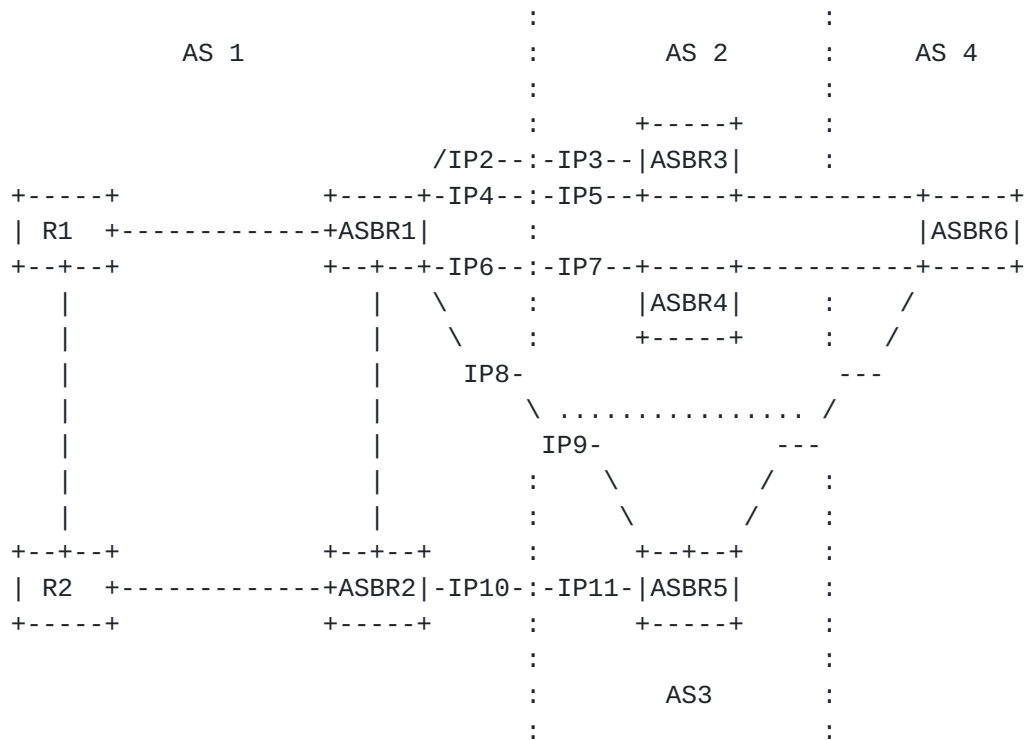 :                  :
AS 1                  :        AS 2       :     AS 4
:                  :
:      +-----+     :
/IP2--:-IP3--|ASBR3|     :
+-----+             +-----+-IP4--:-IP5--+-----+-----------+-----+
| R1  +-------------+ASBR1|      :                        |ASBR6|
+--+--+             +--+--+-IP6--:-IP7--+-----+-----------+-----+
|                   |   \     :      |ASBR4|     :    /
|                   |    \    :      +-----+     :   /
|                   |     IP8-                    ---
|                   |         \ ................ /
|                   |          IP9-           ---
|                   |         :    \         /   :
|                   |         :     \       /    :
+--+--+             +--+--+      :      +--+--+     :
| R2  +-------------+ASBR2|-IP10-:-IP11-|ASBR5|     :
+-----+             +-----+      :      +-----+     :
:                  :
:        AS3       :
:                  :